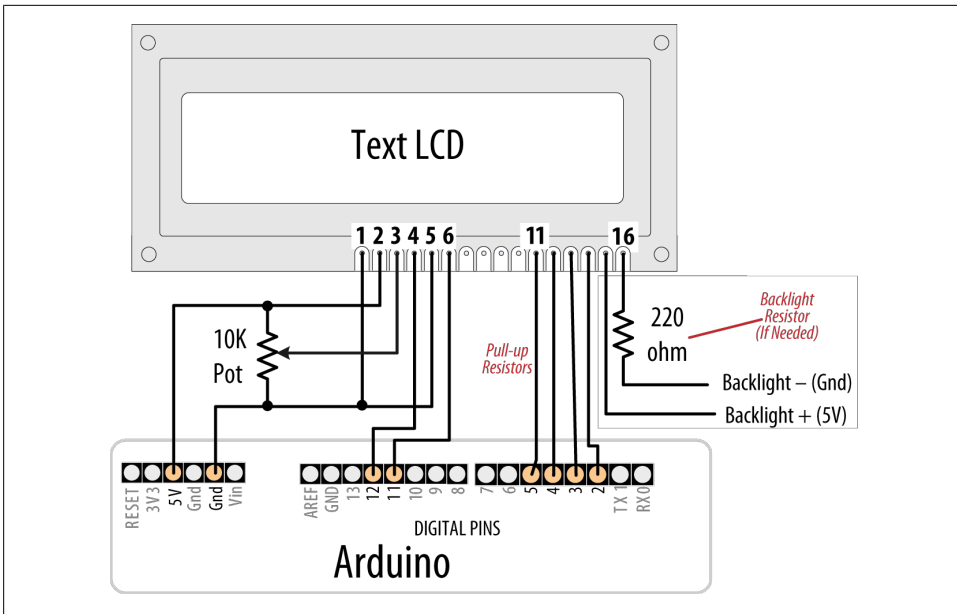 Text LCD
1 2 3 4 5 6 11 16
10K
Pot
Pull-up
Resistors
220
ohm
Backlight
Resistor
(If Needed)
Backlight – (Gnd)
Backlight + (5V)
RESET
3V3
5V
Gnd
Gnd
Vin
AREF
GND
13
12
11
10
9
8
7
6
5
4
3
2
TX 1
RX0
DIGITAL PINS
Arduino